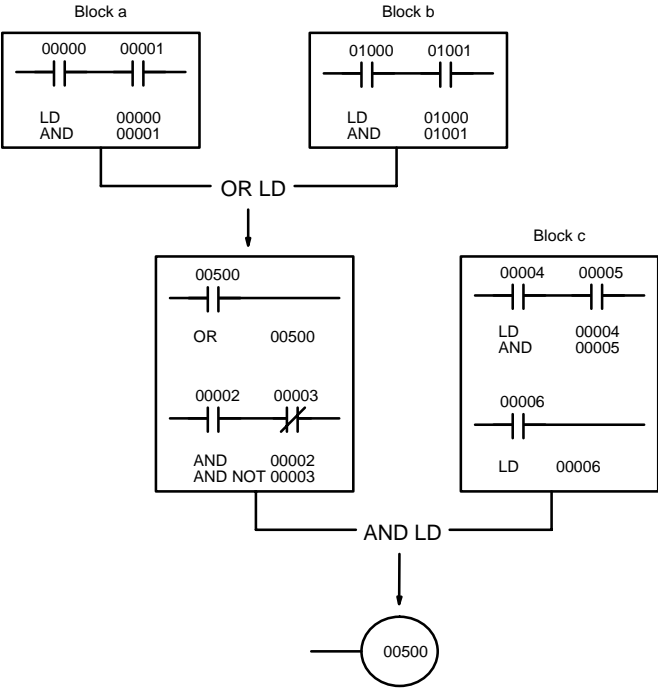 Block a
00000 00001
LD 00000
AND 00001
Block b
01000 01001
LD 01000
AND 01001
OR LD
00500
OR 00500
00002 00003
AND 00002
AND NOT 00003
Block c
00004 00005
LD 00004
AND 00005
00006
LD 00006
AND LD
00500